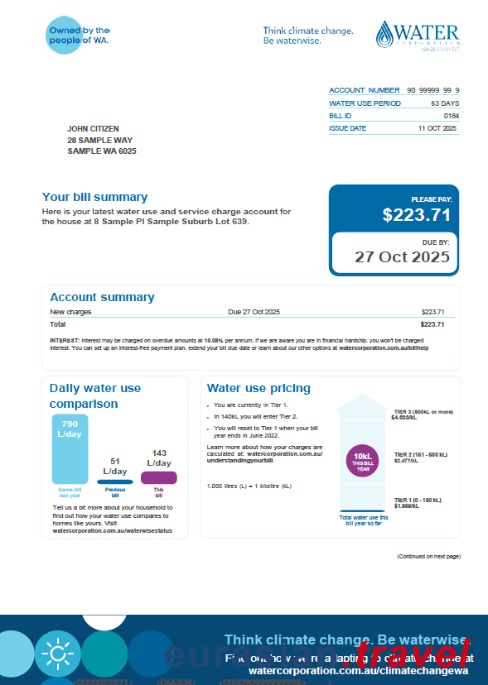 Owned by the
people of WA.
Think climate change.
Be waterwise.
WATER
CORPORATION
ACCOUNT NUMBER 90 99999 99 9
WATER USE PERIOD 63 DAYS
BILL ID 0184
ISSUE DATE 11 OCT 2025
JOHN CITIZEN
28 SAMPLE WAY
SAMPLE WA 6025
Your bill summary
Here is your latest water use and service charge account for
the house at 8 Sample Pl Sample Suburb Lot 639.
PLEASE PAY:
$223.71
DUE BY:
27 Oct 2025
Account summary
New charges Due 27 Oct 2025 $223.71
Total $223.71
INTEREST: Interest may be charged on overdue amounts at 10.68% per annum. If we are aware you are in financial hardship, you won't be charged
interest. You can set up an interest-free payment plan, extend your bill due date or learn about our other options at watercorporation.com.au/billhelp
Daily water use
comparison
790
L/day
51
L/day
143
L/day
Same bill
last year
Previous
bill
This
bill
Tell us a bit more about your household to
find out how your water use compares to
homes like yours. Visit
watercorporation.com.au/waterwisestatus
Water use pricing
• You are currently in Tier 1.
• In 140kL you will enter Tier 2.
• You will reset to Tier 1 when your bill
year ends in June 2022.
Learn more about how your charges are
calculated at: watercorporation.com.au/
understandingyourbill
1,000 litres (L) = 1 kilolitre (kL)
TIER 3 (500kL or more)
TIER 2 (151 - 500 kL)
$2.477/kL
10kL
THIS BILL
YEAR
TIER 1 (0 - 150 kL)
$1.859/kL
Total water use this
bill year so far
(Continued on next page)
Think climate change. Be waterwise.
Find out how we're adapting to climate change at
watercorporation.com.au/climatechangewa
eurasian.travel